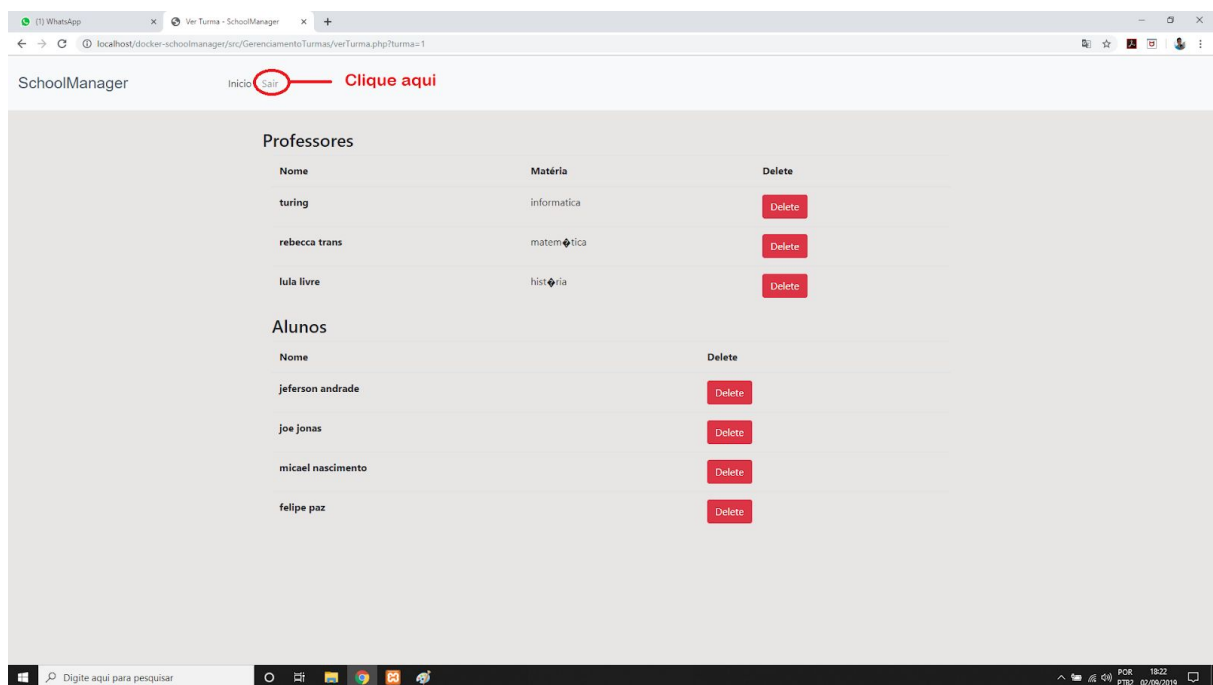 (1) WhatsApp
Ver Turma - SchoolManager
localhost/docker-schoolmanager/src/GerenciamentoTurmas/verTurma.php?turma=1
SchoolManager
Inicio
Sair
Clique aqui
Professores
Nome Matéria Delete
turing informatica Delete
rebecca trans matem�tica Delete
lula livre hist�ria Delete
Alunos
Nome Delete
jeferson andrade Delete
joe jonas Delete
micael nascimento Delete
felipe paz Delete
Digite aqui para pesquisar
POR 18:22
PTB2 02/09/2019